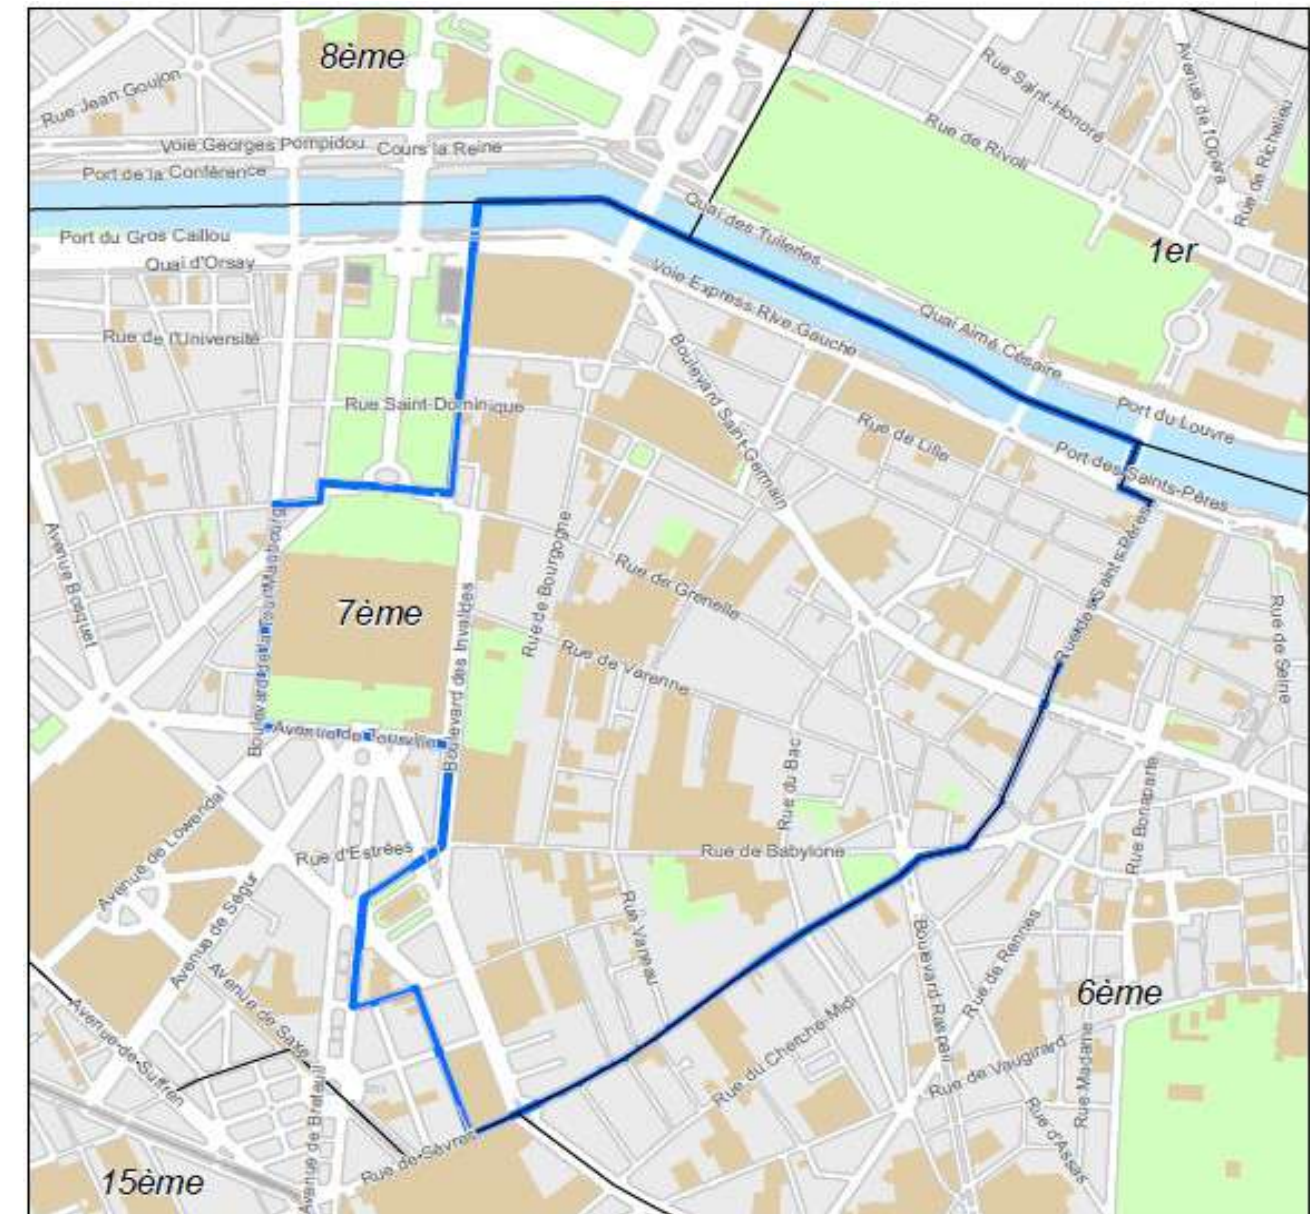 8ème
Rue Jean Goujon
Rue Saint-Honoré
Avenue de l'Opéra
Rue de Richelieu
Rue de Rivoli
Voie Georges Pompidou
Cours la Reine
Port de la Conférence
Quai des Tuileries
1er
Port du Gros Caillou
Quai d'Orsay
Voie Express Rive Gauche
Quai Aimé Césaire
Rue de l'Université
Boulevard Saint-Germain
Rue Saint-Dominique
Port du Louvre
Rue de Lille
Port des Saints-Pères
Avenue Bosquet
Rue de Bourgogne
Rue de Grenelle
Rue des Saints-Pères
7ème
Boulevard des Invalides
Rue de Varenne
Rue de Seine
Avenue de Tourville
Rue du Bac
Rue Bonaparte
Avenue de Lowendal
Rue d'Estrées
Rue de Babylone
Avenue de Ségur
Rue Vaneau
Boulevard Raspail
Rue de Rennes
Avenue de Saxe
6ème
Avenue de Suffren
Rue du Cherche-Midi
Rue de Vaugirard
Rue Madame
Avenue de Breteuil
Rue d'Assas
Rue de Sèvres
15ème